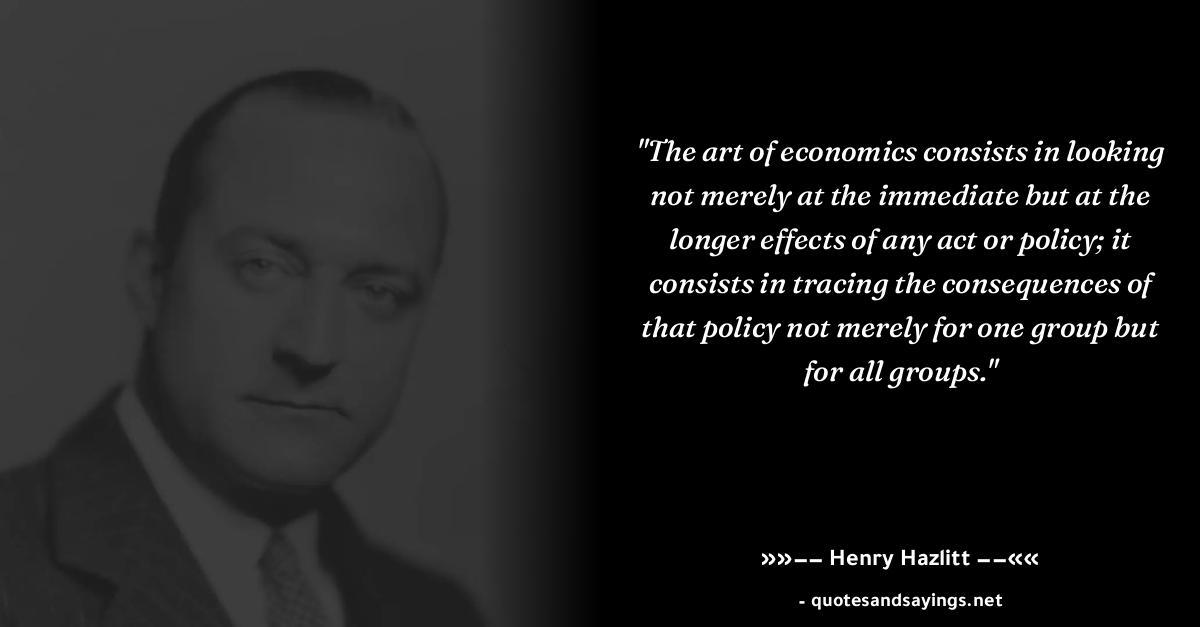 "The art of economics consists in looking
not merely at the immediate but at the
longer effects of any act or policy; it
consists in tracing the consequences of
that policy not merely for one group but
for all groups."
»»–– Henry Hazlitt ––««
- quotesandsayings.net